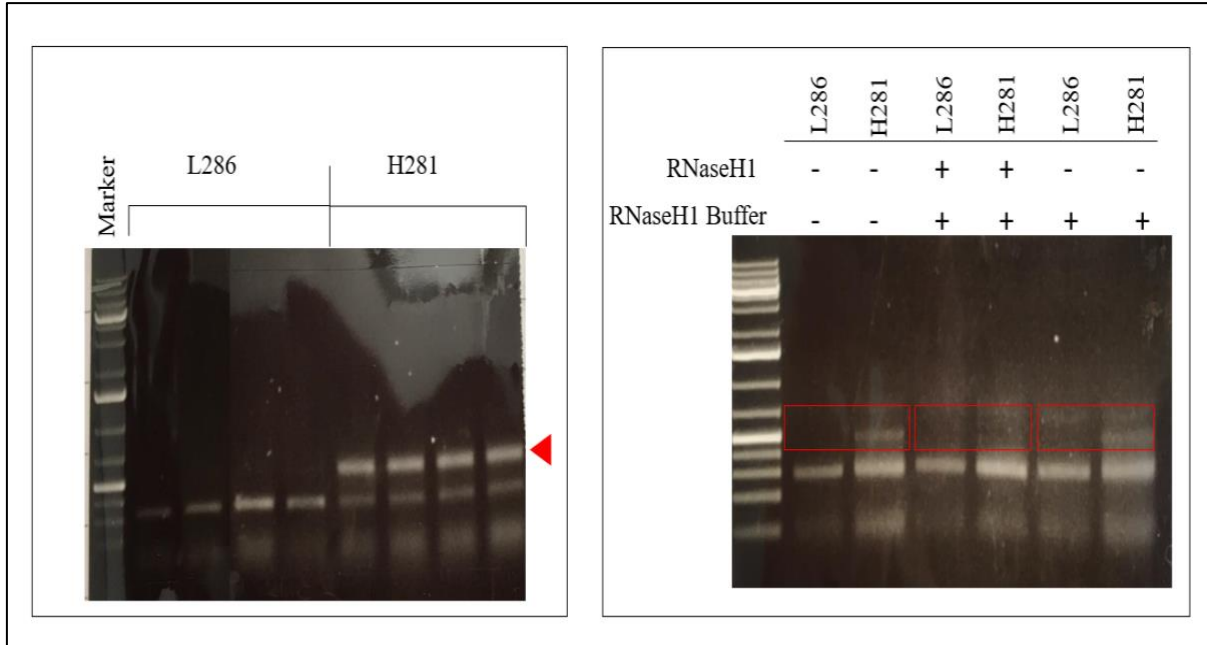 Marker
L286
H281
L286
H281
L286
H281
L286
H281
RNaseH1
- - + + - -
RNaseH1 Buffer
- - + + + +